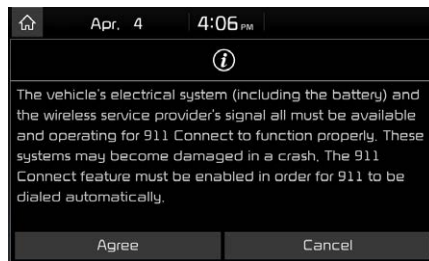 Apr. 4 4:06 PM
The vehicle's electrical system (including the battery) and
the wireless service provider's signal all must be available
and operating for 911 Connect to function properly. These
systems may become damaged in a crash. The 911
Connect feature must be enabled in order for 911 to be
dialed automatically.
Agree Cancel